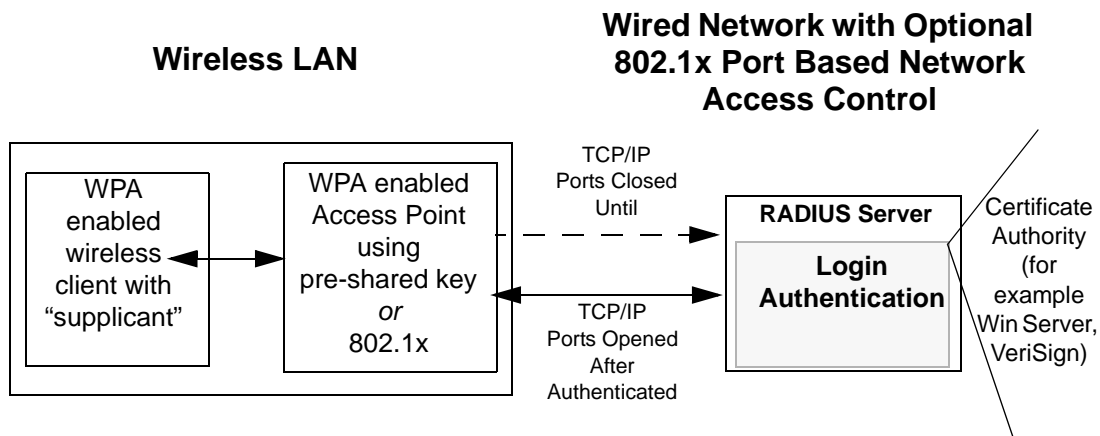 Wireless LAN
Wired Network with Optional
802.1x Port Based Network
Access Control
WPA
enabled
wireless
client with
“supplicant”
WPA enabled
Access Point
using
pre-shared key
or
802.1x
TCP/IP
Ports Closed
Until
TCP/IP
Ports Opened
After
Authenticated
RADIUS Server
Login
Authentication
Certificate
Authority
(for
example
Win Server,
VeriSign)